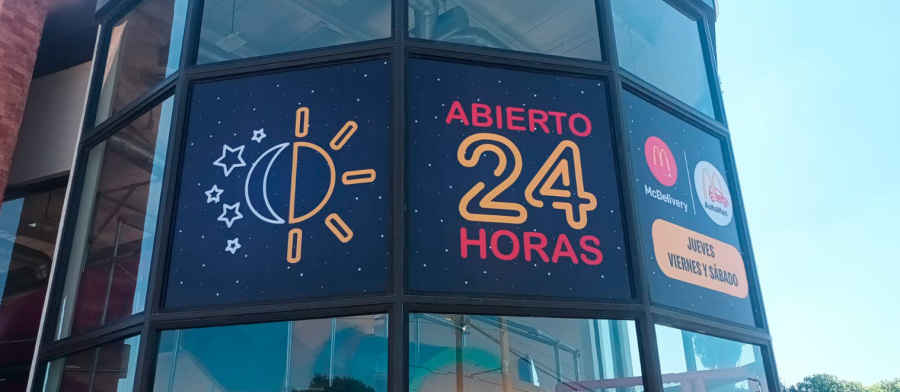 ABIERTO
24
HORAS
McDelivery
AutoMac
JUEVES
VIERNES Y SÁBADO